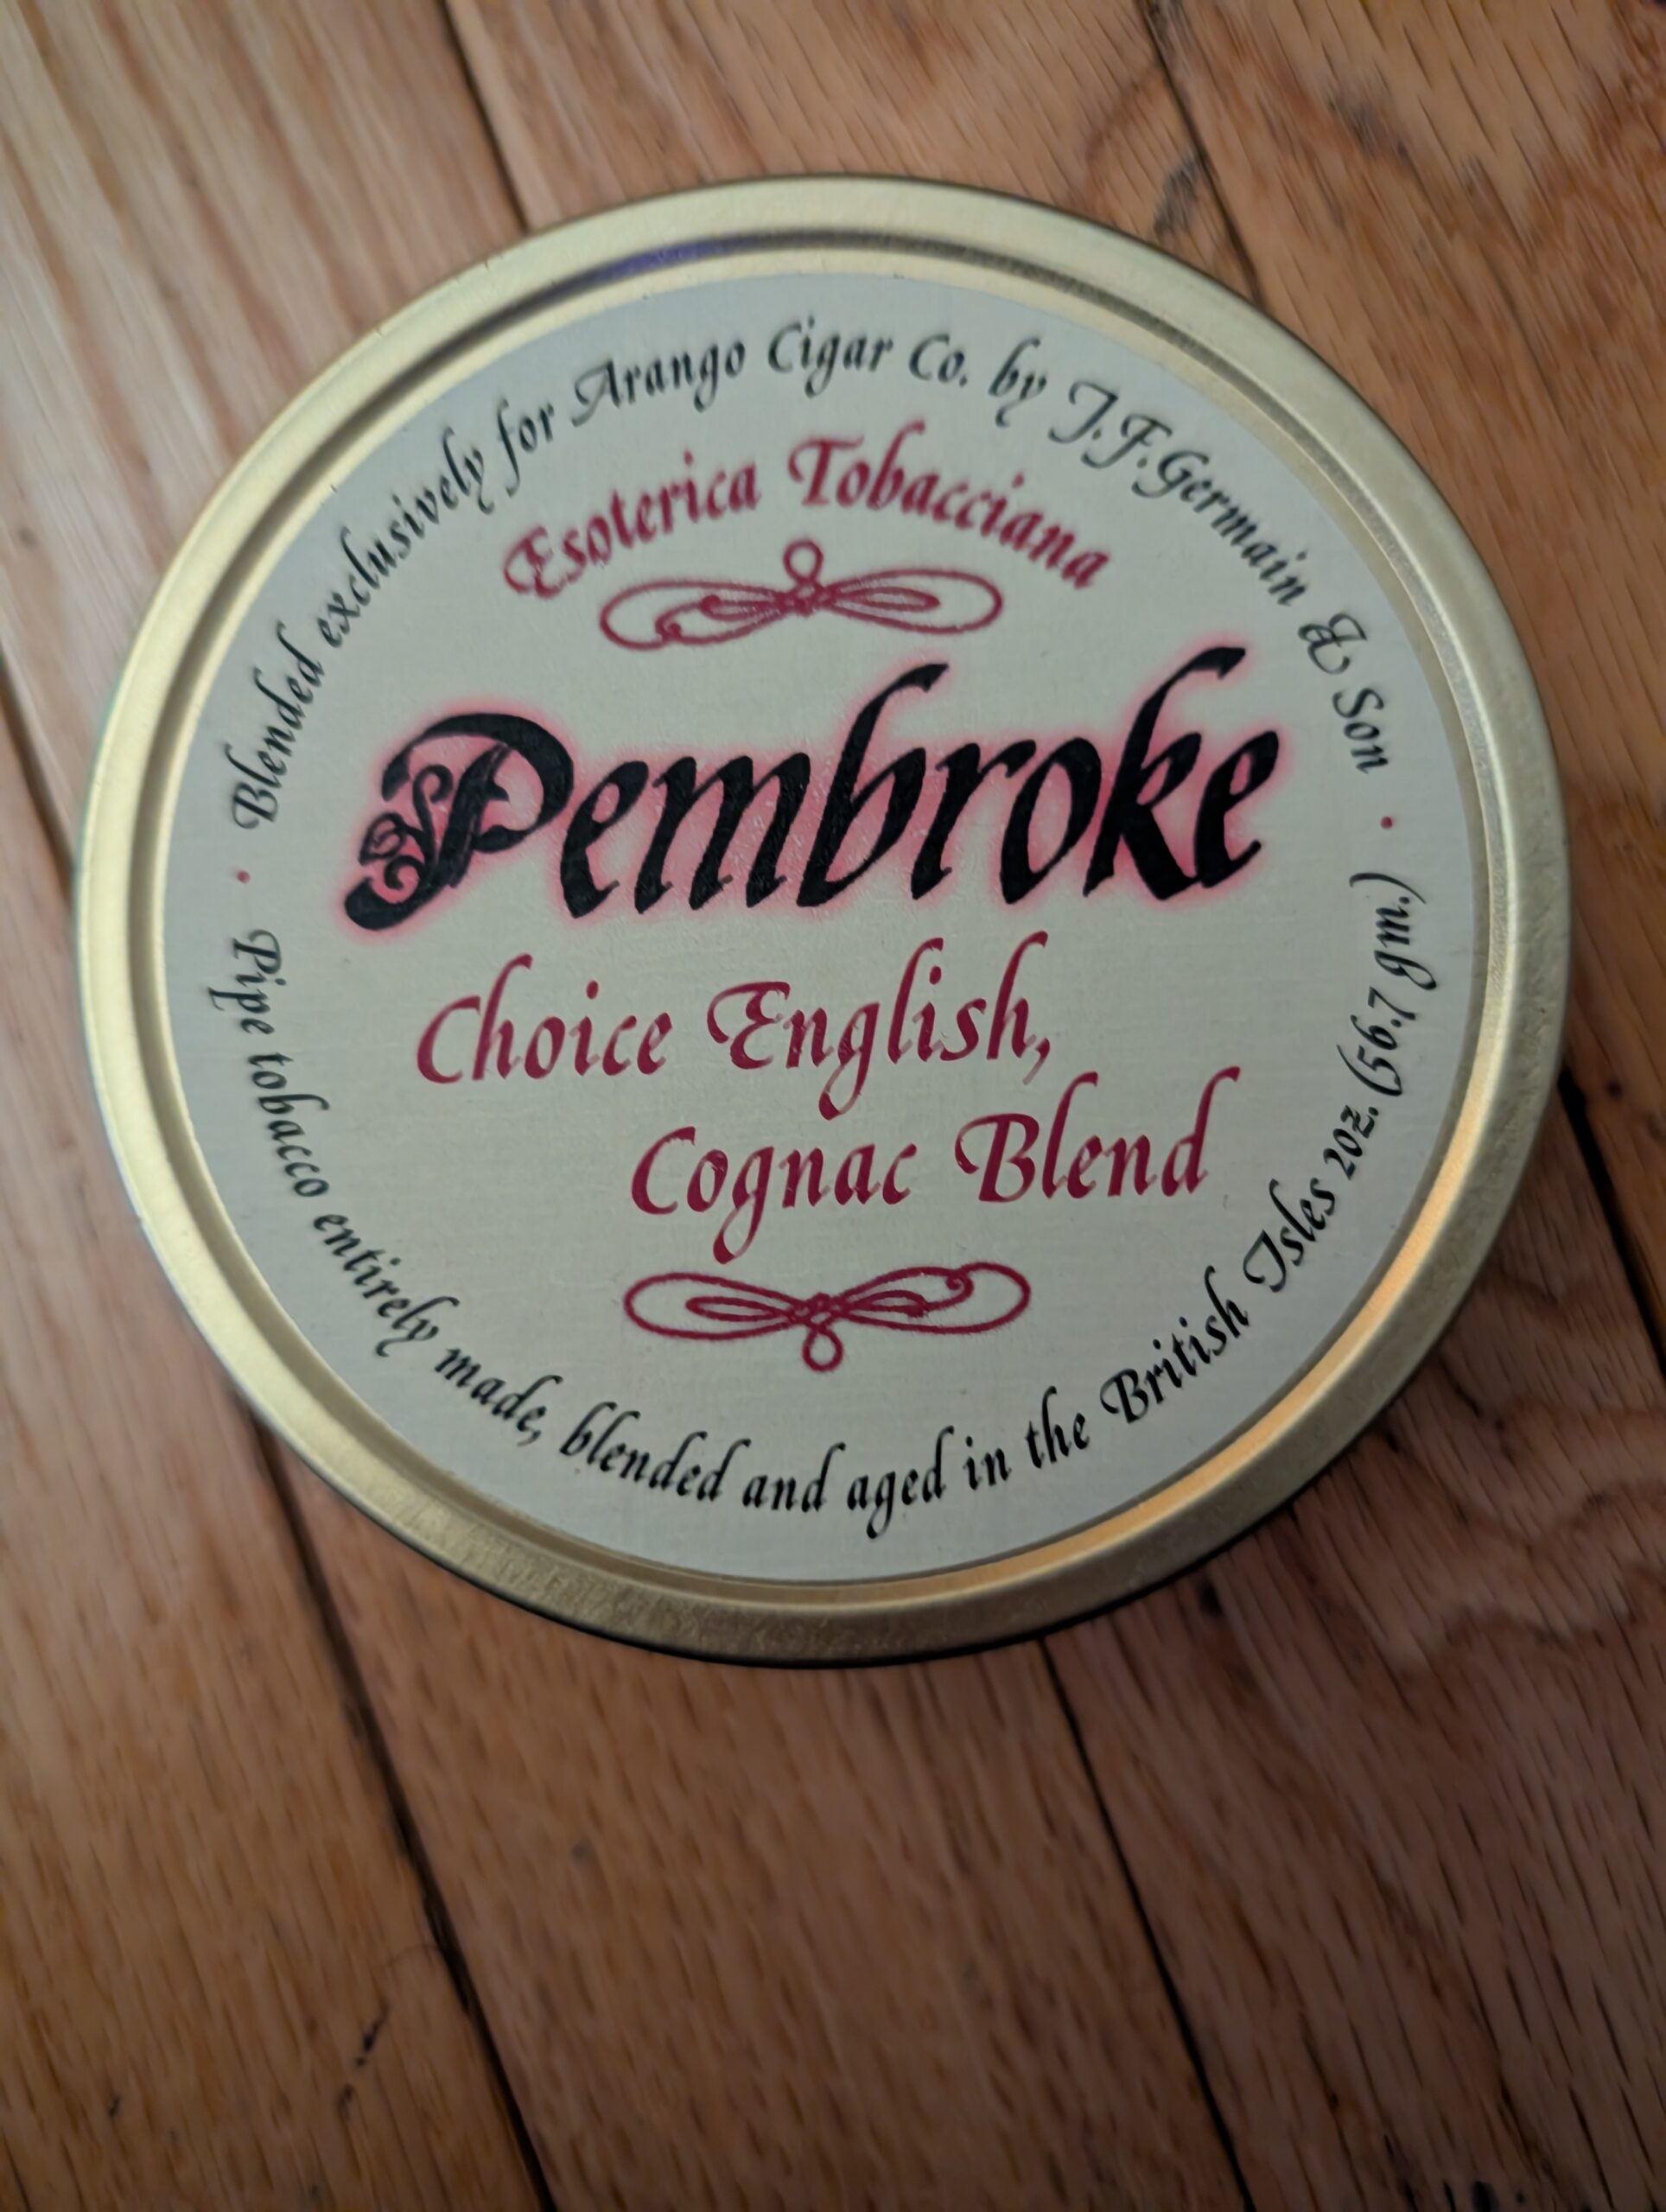 Blended exclusively for Arango Cigar Co. by J.F.Germain & Son
Esoterica Tobacciana
Pembroke
Choice English,
Cognac Blend
Pipe tobacco entirely made, blended and aged in the British Isles 2oz. (56.7 gm.)